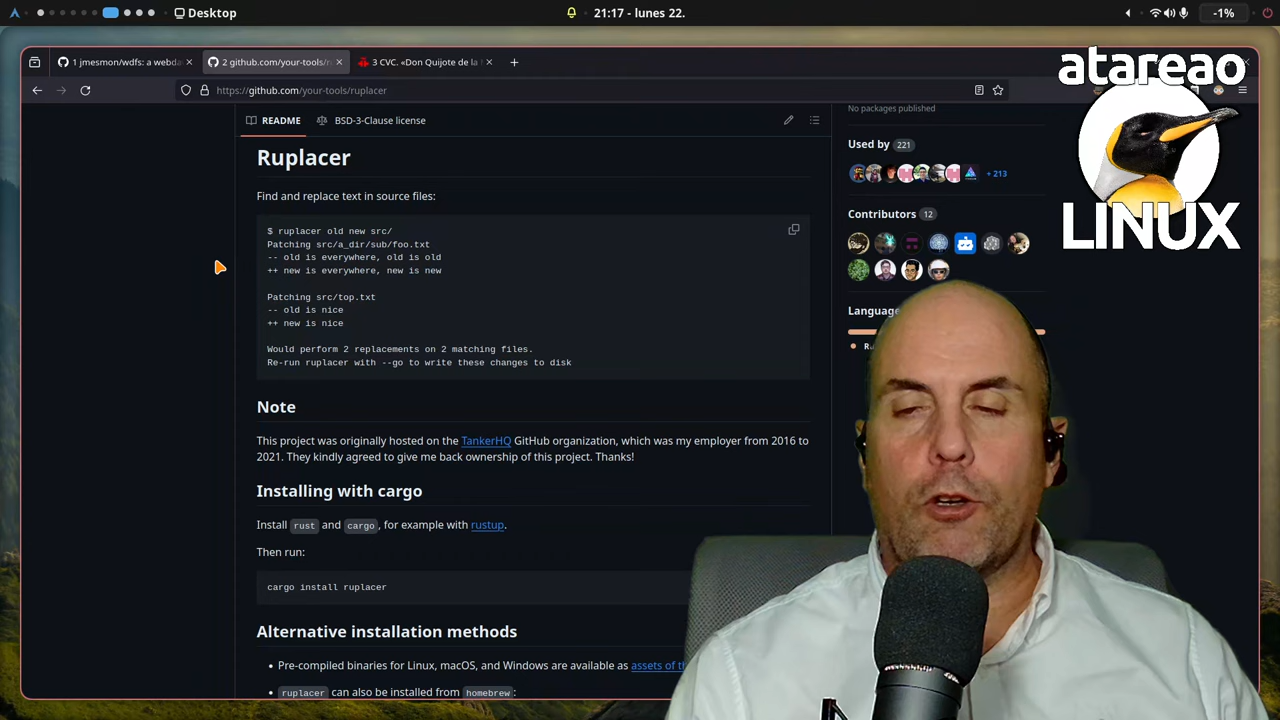 Desktop
21:17 - lunes 22.
-1%
1 jmesmon/wdfs: a webda
2 github.com/your-tools/r
3 CVC. «Don Quijote de la
https://github.com/your-tools/ruplacer
atareao
LINUX
README
BSD-3-Clause license
No packages published
Used by 221
+ 213
Contributors 12
Languag
Ruplacer
Find and replace text in source files:
$ ruplacer old new src/
Patching src/a_dir/sub/foo.txt
-- old is everywhere, old is old
++ new is everywhere, new is new
Patching src/top.txt
-- old is nice
++ new is nice
Would perform 2 replacements on 2 matching files.
Re-run ruplacer with --go to write these changes to disk
Note
This project was originally hosted on the TankerHQ GitHub organization, which was my employer from 2016 to
2021. They kindly agreed to give me back ownership of this project. Thanks!
Installing with cargo
Install rust and cargo, for example with rustup.
Then run:
cargo install ruplacer
Alternative installation methods
• Pre-compiled binaries for Linux, macOS, and Windows are available as assets of th
• ruplacer can also be installed from homebrew: